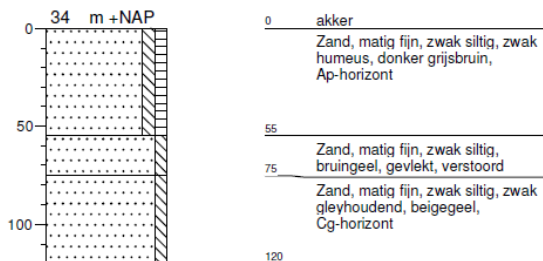 34 m +NAP
0
50
100
0 akker
Zand, matig fijn, zwak siltig, zwak
humeus, donker grijsbruin,
Ap-horizont
55
Zand, matig fijn, zwak siltig,
bruingeel, gevlekt, verstoord
75
Zand, matig fijn, zwak siltig, zwak
gleyhoudend, beigegeel,
Cg-horizont
120